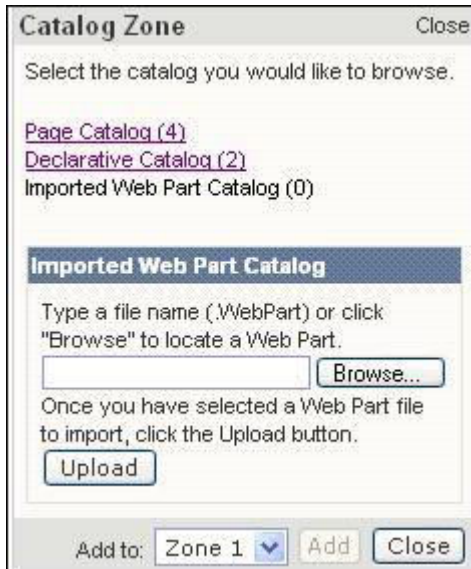 Catalog Zone Close
Select the catalog you would like to browse.
Page Catalog (4)
Declarative Catalog (2)
Imported Web Part Catalog (0)
Imported Web Part Catalog
Type a file name (.WebPart) or click
"Browse" to locate a Web Part.
Browse...
Once you have selected a Web Part file
to import, click the Upload button.
Upload
Add to: Zone 1 Add Close